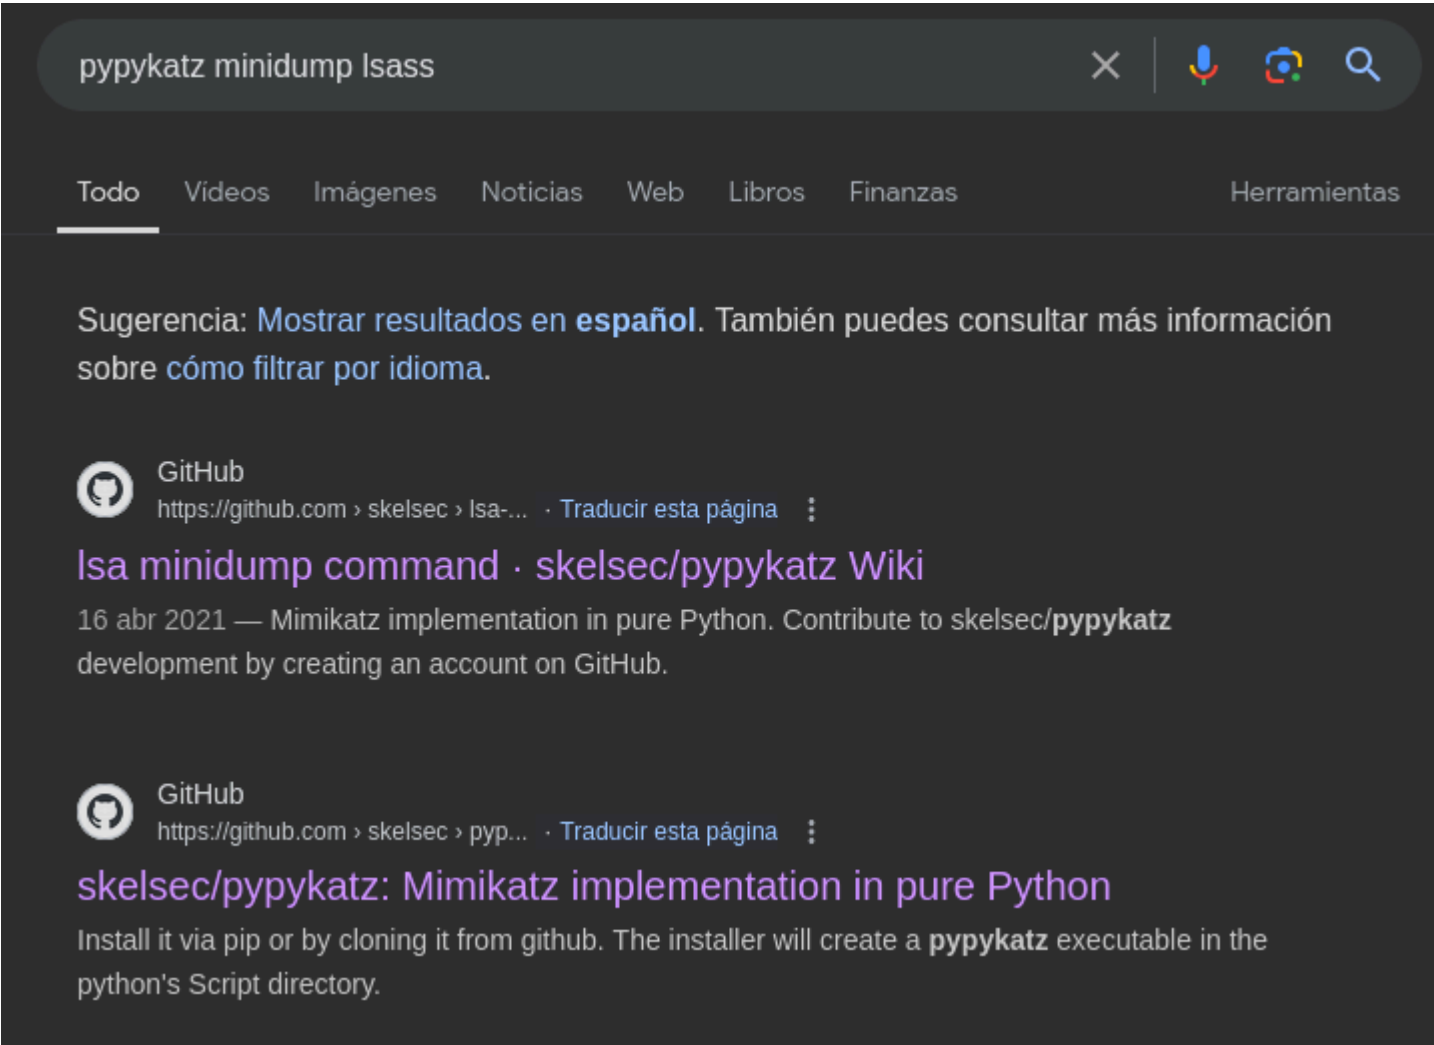 pypykatz minidump lsass
Todo Vídeos Imágenes Noticias Web Libros Finanzas Herramientas
Sugerencia: Mostrar resultados en español. También puedes consultar más información
sobre cómo filtrar por idioma.
GitHub
https://github.com › skelsec › lsa-... · Traducir esta página
lsa minidump command · skelsec/pypykatz Wiki
16 abr 2021 — Mimikatz implementation in pure Python. Contribute to skelsec/pypykatz
development by creating an account on GitHub.
GitHub
https://github.com › skelsec › pyp... · Traducir esta página
skelsec/pypykatz: Mimikatz implementation in pure Python
Install it via pip or by cloning it from github. The installer will create a pypykatz executable in the
python's Script directory.